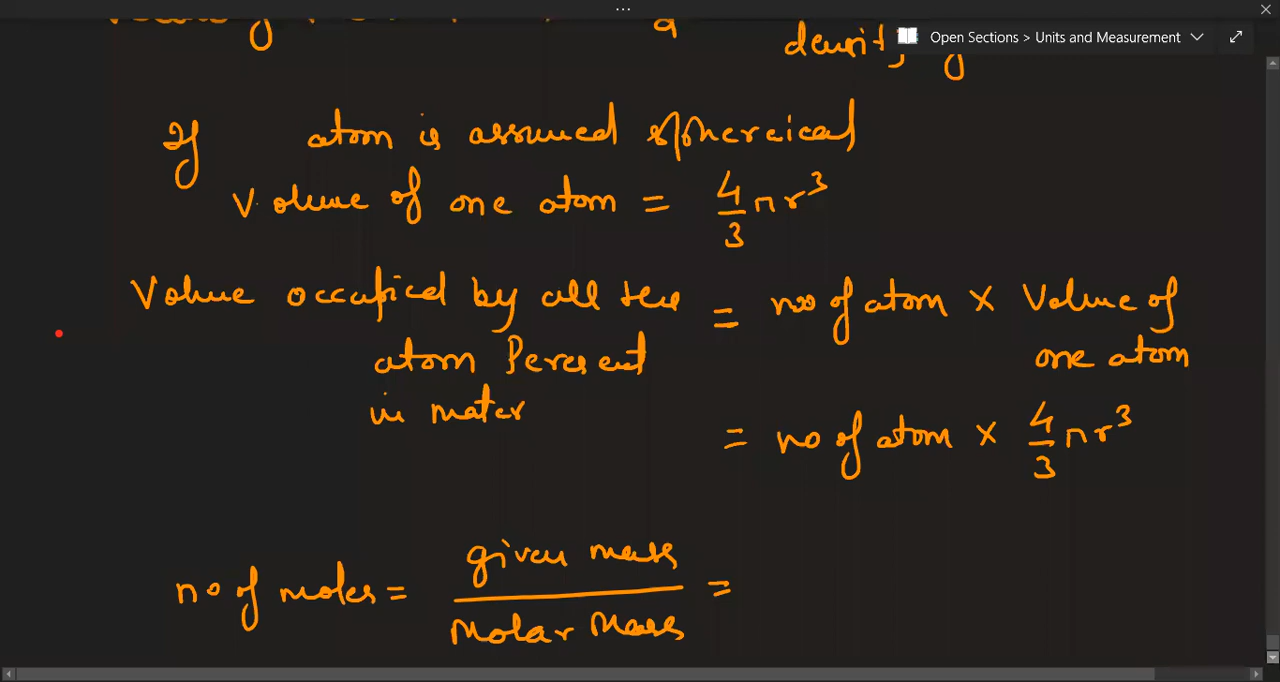 Open Sections > Units and Measurement
density
If atom is assumed sphereical
Volume of one atom = 4/3 πr³
Volume occupied by all the = no of atom × Volume of
atom Peresent one atom
in mater
= no of atom × 4/3 πr³
no of moles = given mass / Molar Mass =